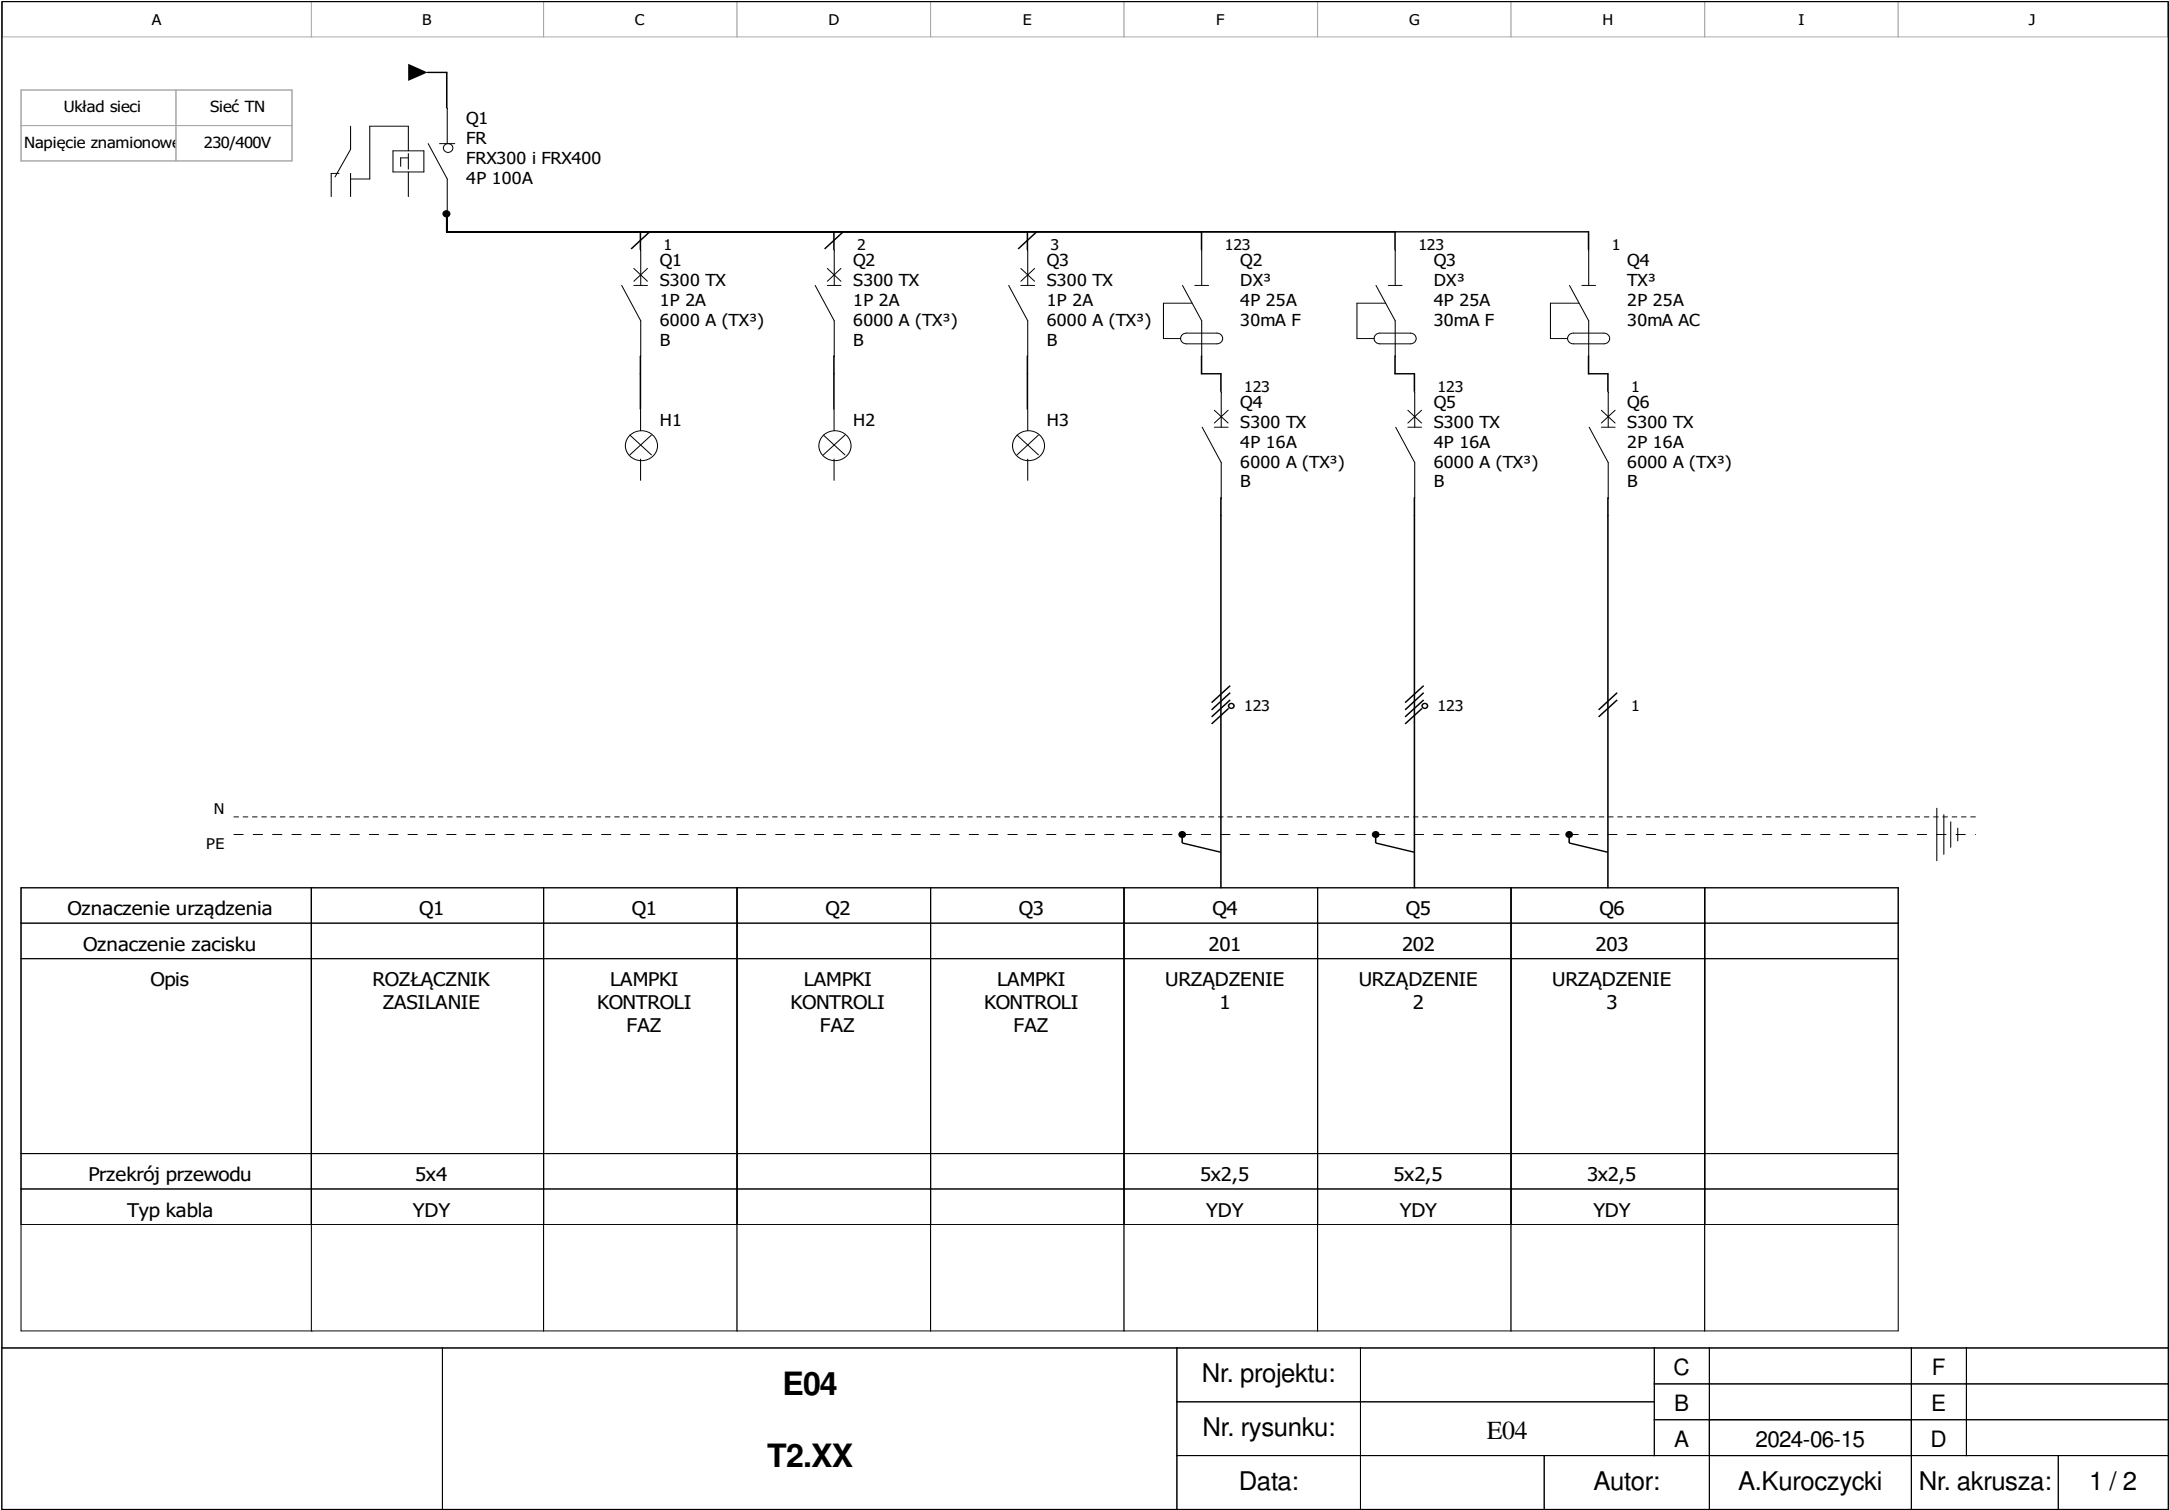 A B C D E F G H I J
Układ sieci Sieć TN
Napięcie znamionowe 230/400V
Q1
FR
FRX300 i FRX400
4P 100A
1 2 3 123 123 1
Q1 Q2 Q3 Q2 Q3 Q4
S300 TX S300 TX S300 TX DX³ DX³ TX³
1P 2A 1P 2A 1P 2A 4P 25A 4P 25A 2P 25A
6000 A (TX³) 6000 A (TX³) 6000 A (TX³) 30mA F 30mA F 30mA AC
B B B
123 123 1
Q4 Q5 Q6
H1 H2 H3 S300 TX S300 TX S300 TX
4P 16A 4P 16A 2P 16A
6000 A (TX³) 6000 A (TX³) 6000 A (TX³)
B B B
123 123 1
N
PE
Oznaczenie urządzenia Q1 Q1 Q2 Q3 Q4 Q5 Q6
Oznaczenie zacisku 201 202 203
Opis ROZŁĄCZNIK LAMPKI LAMPKI LAMPKI URZĄDZENIE URZĄDZENIE URZĄDZENIE
ZASILANIE KONTROLI KONTROLI KONTROLI 1 2 3
FAZ FAZ FAZ
Przekrój przewodu 5x4 5x2,5 5x2,5 3x2,5
Typ kabla YDY YDY YDY YDY
E04
T2.XX
Nr. projektu: C F
B E
Nr. rysunku: E04 A 2024-06-15 D
Data: Autor: A.Kuroczycki Nr. akrusza: 1 / 2